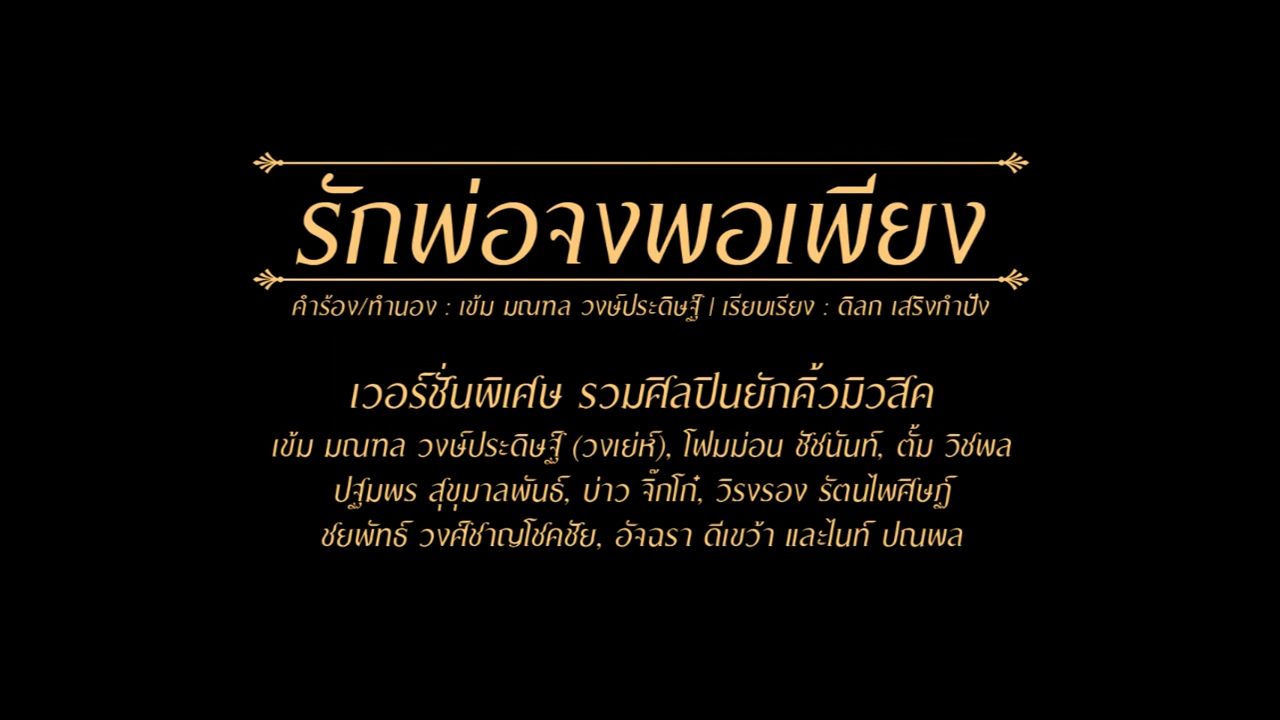 รักพ่อจงพอเพียง
คำร้อง/ทำนอง : เข้ม มณฑล วงษ์ประดิษฐ์ | เรียบเรียง : ดิลก เสริงกำปัง
เวอร์ชั่นพิเศษ รวมศิลปินยักคิ้วมิวสิค
เข้ม มณฑล วงษ์ประดิษฐ์ (วงเย่ห์), โฟมม่อน ชัชนันท์, ตั้ม วิชพล
ปฐมพร สุขุมาลพันธ์, บ่าว จิ๊กโก๋, วิรงรอง รัตนไพศิษฏ์
ชยพัทธ์ วงศ์ชาญโชคชัย, อัจฉรา ดีเขว้า และไนท์ ปณพล